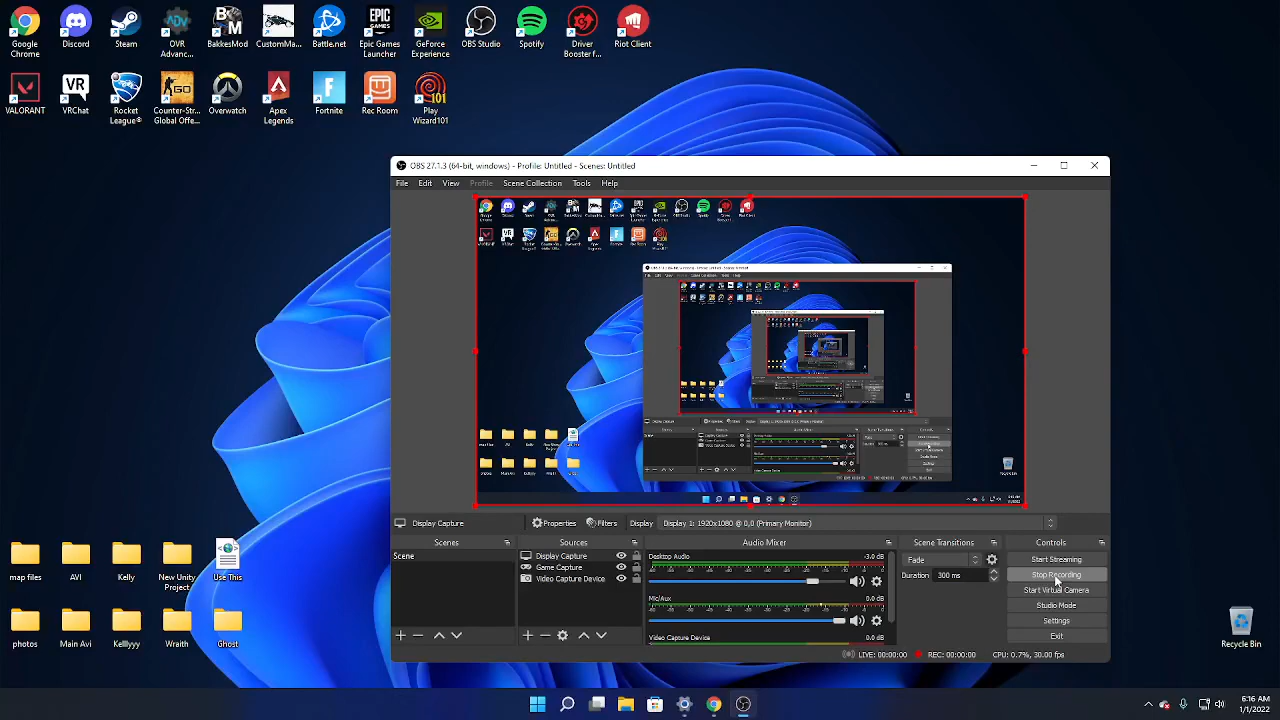 Google
Chrome
Discord
Steam
OVR
Advanc...
BakkesMod
CustomMa...
Battle.net
Epic Games
Launcher
GeForce
Experience
OBS Studio
Spotify
Driver
Booster f...
Riot Client
VALORANT
VRChat
Rocket
League®
Counter-Str...
Global Offe...
Overwatch
Apex
Legends
Fortnite
Rec Room
Play
Wizard101
OBS 27.1.3 (64-bit, windows) - Profile: Untitled - Scenes: Untitled
File Edit View Profile Scene Collection Tools Help
Display Capture Properties Filters Display Display 1: 1920x1080 @ 0,0 (Primary Monitor)
Scenes Sources Audio Mixer Scene Transitions Controls
Scene
Display Capture
Game Capture
Video Capture Device
Desktop Audio -3.0 dB
Mic/Aux 0.0 dB
Video Capture Device 0.0 dB
Fade
Duration 300 ms
Start Streaming
Stop Recording
Start Virtual Camera
Studio Mode
Settings
Exit
LIVE: 00:00:00 REC: 00:00:00 CPU: 0.7%, 30.00 fps
map files
AVI
Kelly
New Unity
Project
Use This
photos
Main Avi
Kelllyyy
Wraith
Ghost
Recycle Bin
6:16 AM
1/1/2022